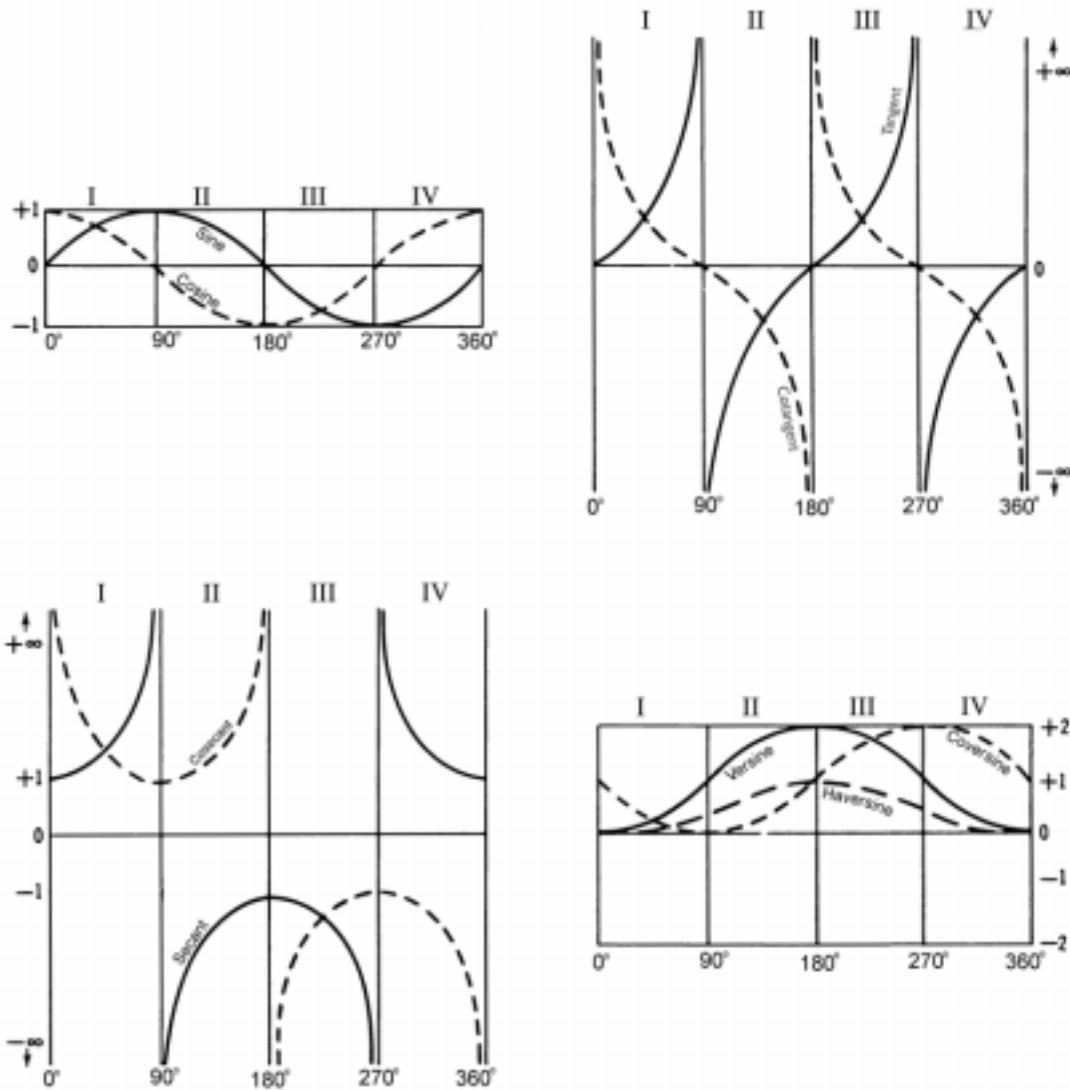 I II III IV
+1
0
−1
Sine
Cosine
0° 90° 180° 270° 360°
I II III IV
+∞
0
−∞
Tangent
Cotangent
0° 90° 180° 270° 360°
I II III IV
+∞
+1
0
−1
−∞
Cosecant
Secant
0° 90° 180° 270° 360°
I II III IV
+2
+1
0
−1
−2
Versine
Coversine
Haversine
0° 90° 180° 270° 360°